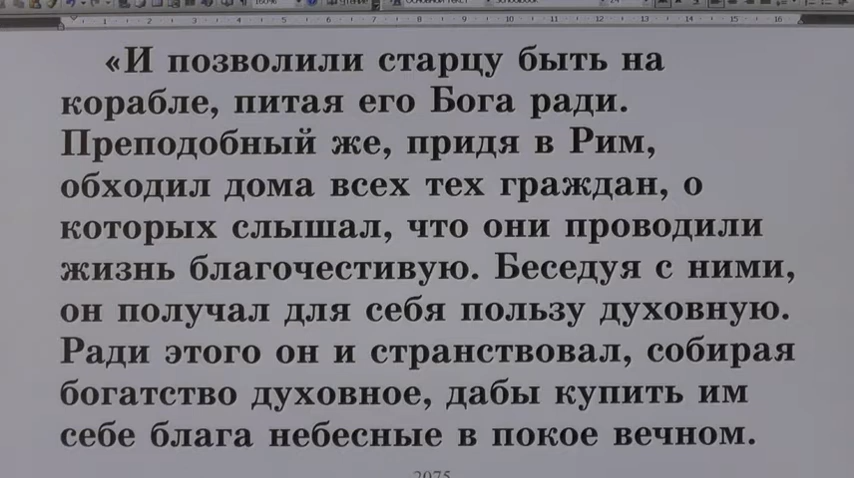 «И позволили старцу быть на
корабле, питая его Бога ради.
Преподобный же, придя в Рим,
обходил дома всех тех граждан, о
которых слышал, что они проводили
жизнь благочестивую. Беседуя с ними,
он получал для себя пользу духовную.
Ради этого он и странствовал, собирая
богатство духовное, дабы купить им
себе блага небесные в покое вечном.
2075